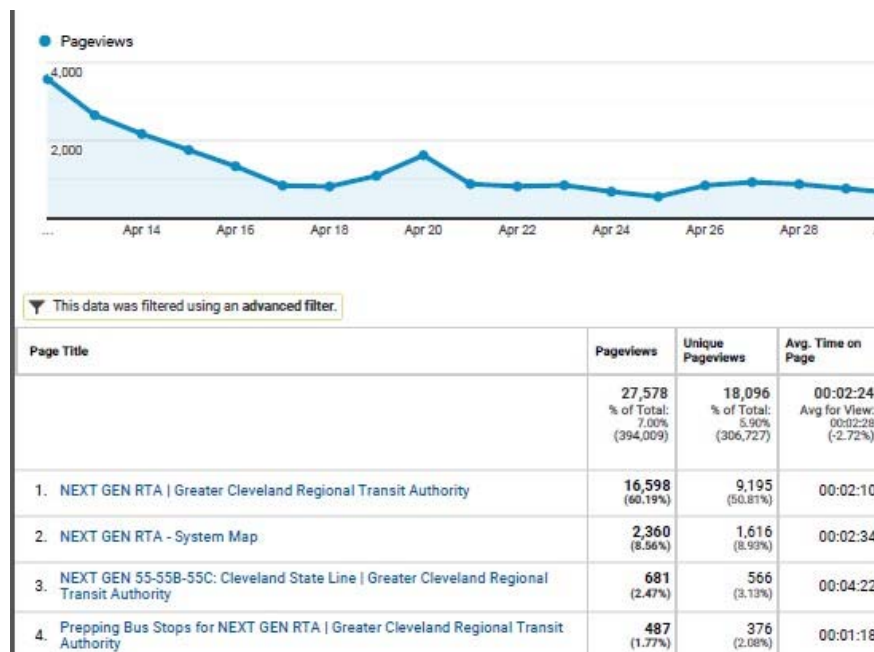 Pageviews
4,000
2,000
... Apr 14 Apr 16 Apr 18 Apr 20 Apr 22 Apr 24 Apr 26 Apr 28
This data was filtered using an advanced filter.
Page Title Pageviews Unique Pageviews Avg. Time on Page
27,578 18,096 00:02:24
% of Total: % of Total: Avg for View:
7.00% 5.90% 00:02:28
(394,009) (306,727) (-2.72%)
1. NEXT GEN RTA | Greater Cleveland Regional Transit Authority 16,598 9,195 00:02:10
(60.19%) (50.81%)
2. NEXT GEN RTA - System Map 2,360 1,616 00:02:34
(8.56%) (8.93%)
3. NEXT GEN 55-55B-55C: Cleveland State Line | Greater Cleveland Regional
Transit Authority 681 566 00:04:22
(2.47%) (3.13%)
4. Prepping Bus Stops for NEXT GEN RTA | Greater Cleveland Regional Transit
Authority 487 376 00:01:18
(1.77%) (2.08%)